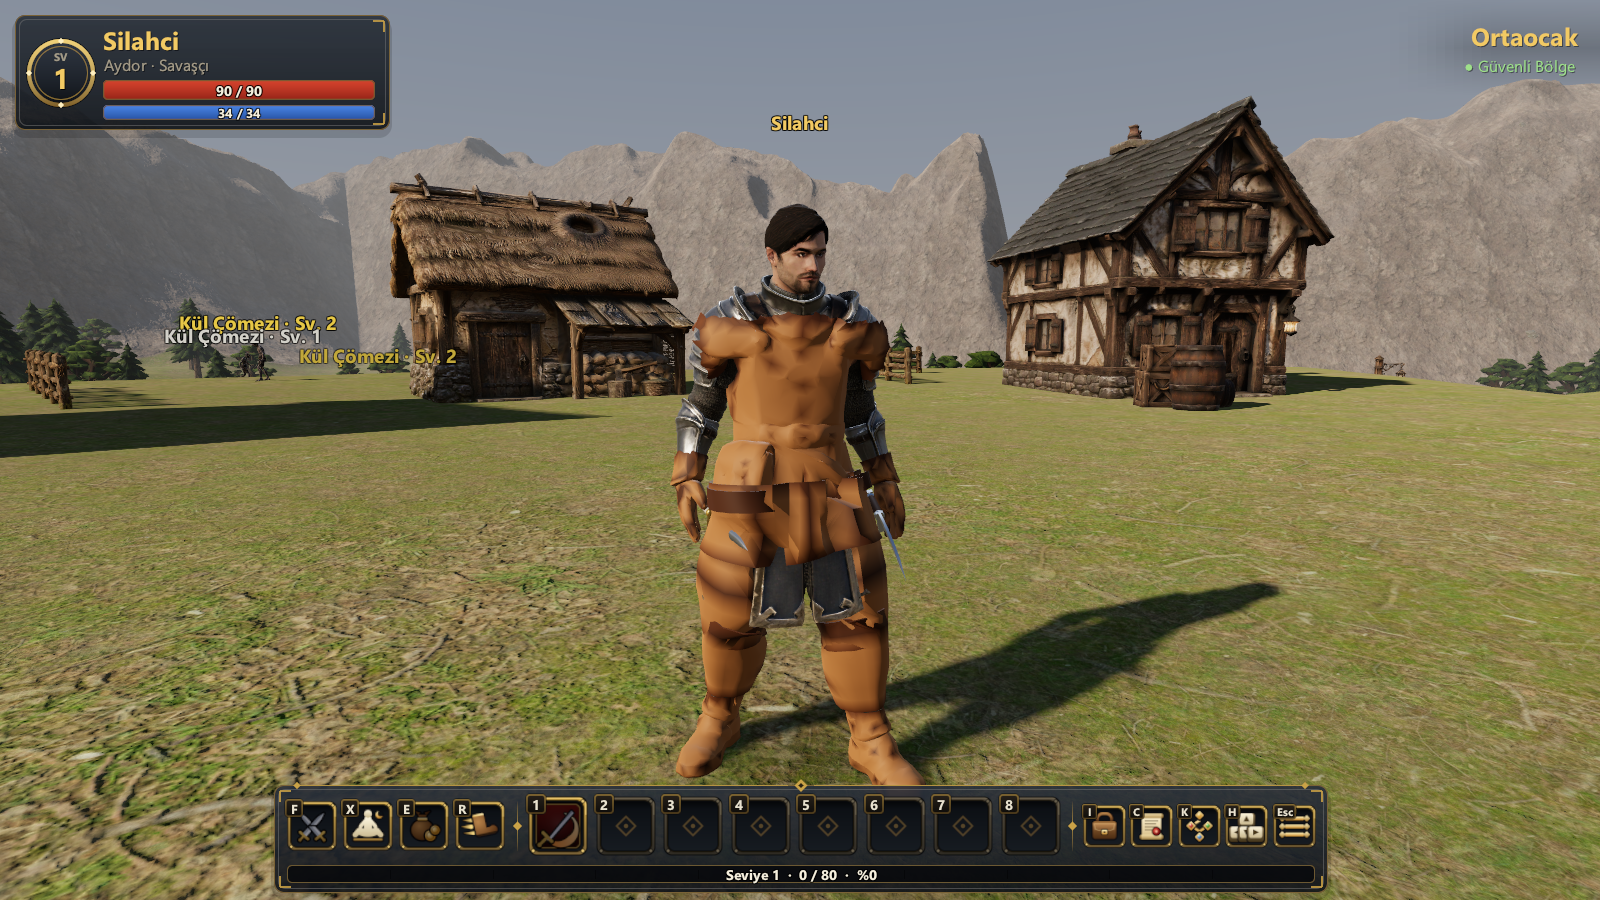 SV
1
Silahci
Aydor · Savaşçı
90 / 90
34 / 34
Ortaocak
Güvenli Bölge
Silahci
Kül Çömezi · Sv. 2
Kül Çömezi · Sv. 1
Kül Çömezi · Sv. 2
F X E R 1 2 3 4 5 6 7 8 I C K H Esc
Seviye 1 · 0 / 80 · %0